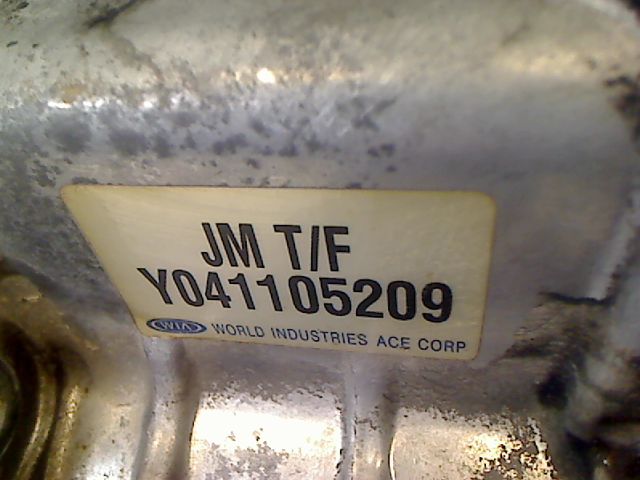 JM T/F
Y041105209
WIA WORLD INDUSTRIES ACE CORP